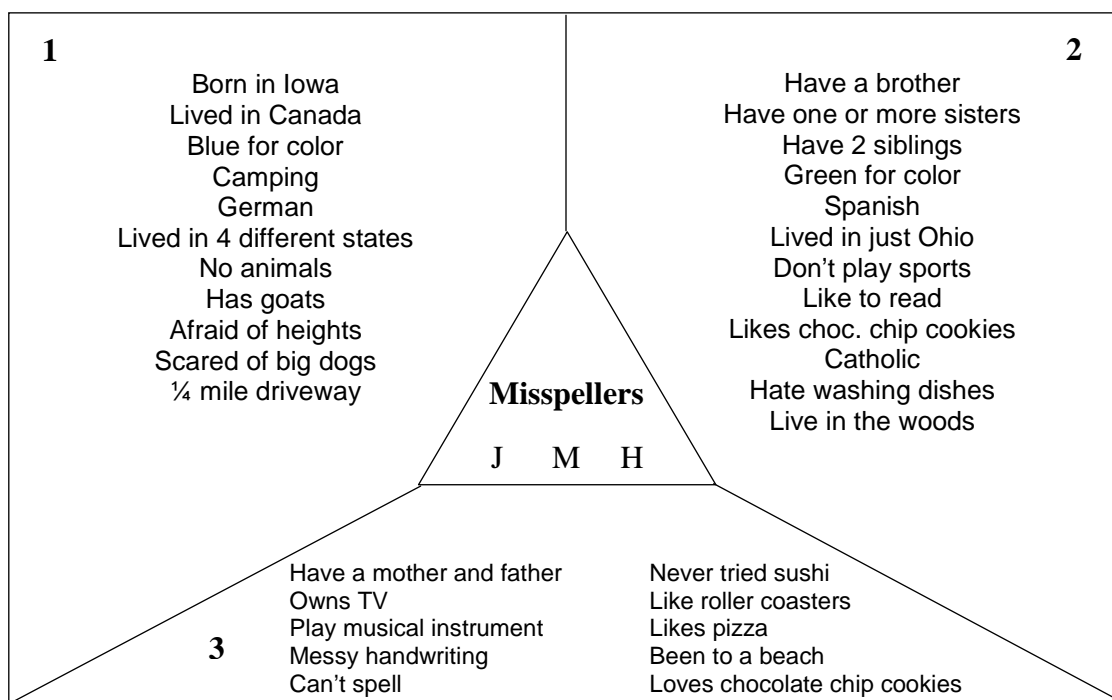 1
Born in Iowa
Lived in Canada
Blue for color
Camping
German
Lived in 4 different states
No animals
Has goats
Afraid of heights
Scared of big dogs
¼ mile driveway
2
Have a brother
Have one or more sisters
Have 2 siblings
Green for color
Spanish
Lived in just Ohio
Don't play sports
Like to read
Likes choc. chip cookies
Catholic
Hate washing dishes
Live in the woods
Misspellers
J M H
3
Have a mother and father
Owns TV
Play musical instrument
Messy handwriting
Can't spell
Never tried sushi
Like roller coasters
Likes pizza
Been to a beach
Loves chocolate chip cookies